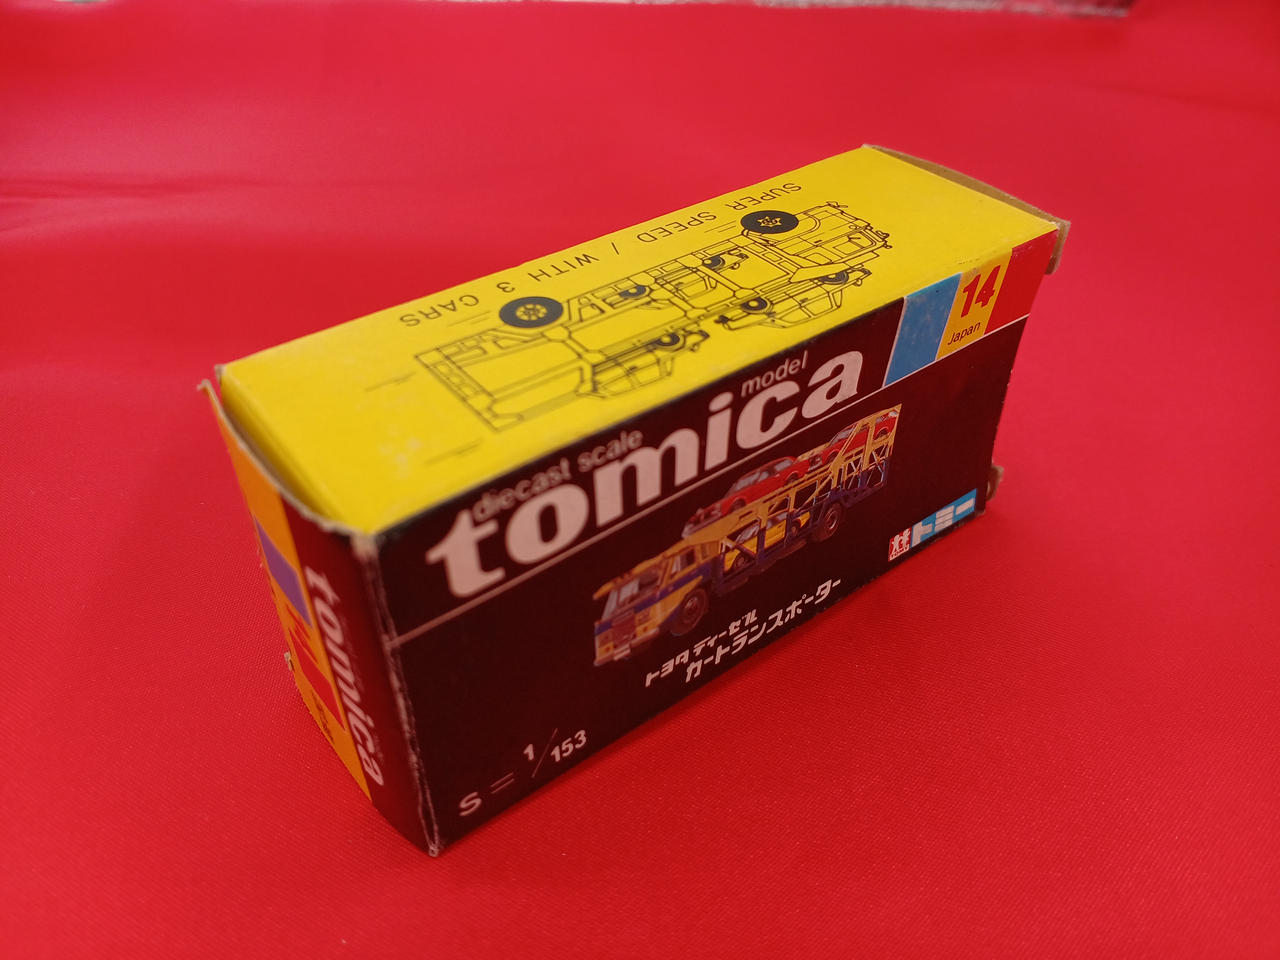 SUPER SPEED / WITH 3 CARS
14
Japan
diecast scale model
tomica
トミー
TOMY
トヨタ ディーゼル
カートランスポーター
S = 1/153
tomica